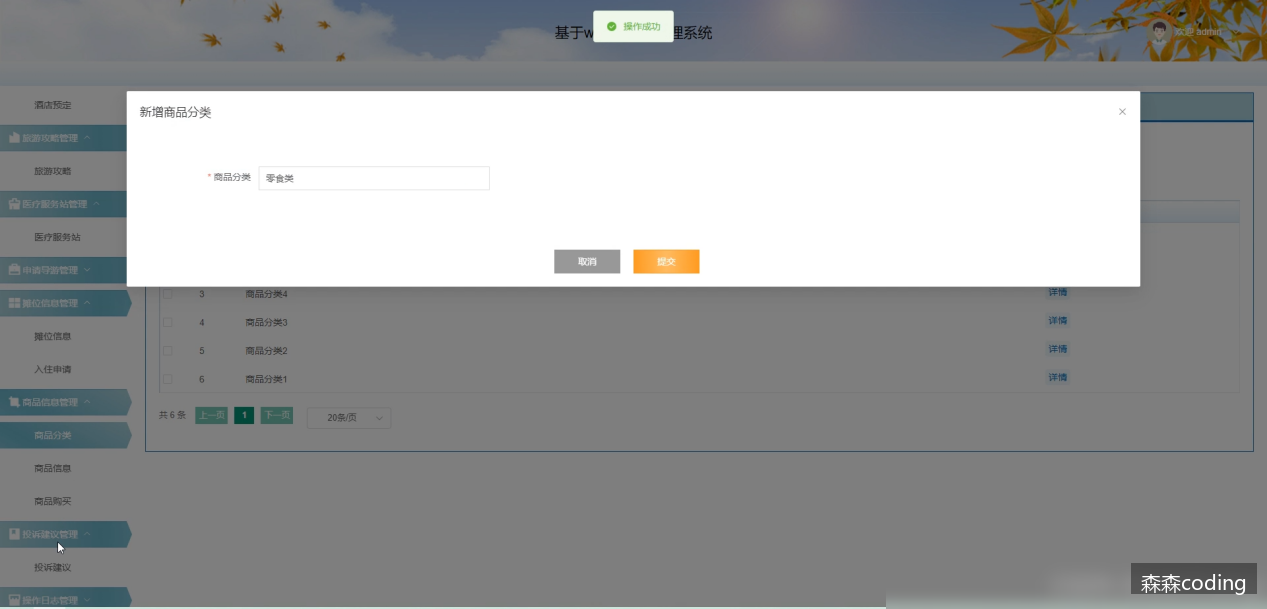 基于w
理系统
操作成功
欢迎 admin
酒店预定
旅游攻略管理
旅游攻略
医疗服务站管理
医疗服务站
申请导游管理
摊位信息管理
摊位信息
入住申请
商品信息管理
商品分类
商品信息
商品购买
投诉建议管理
投诉建议
操作日志管理
新增商品分类
* 商品分类 零食类
取消 提交
3 商品分类4 详情
4 商品分类3 详情
5 商品分类2 详情
6 商品分类1 详情
共 6 条 上一页 1 下一页 20条/页
森森coding